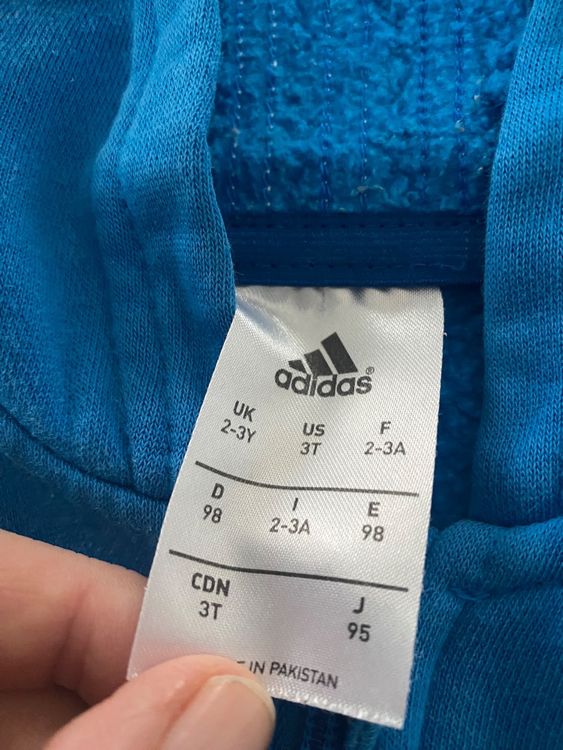 adidas®
UK US F
2-3Y 3T 2-3A
D I E
98 2-3A 98
CDN J
3T 95
IN PAKISTAN